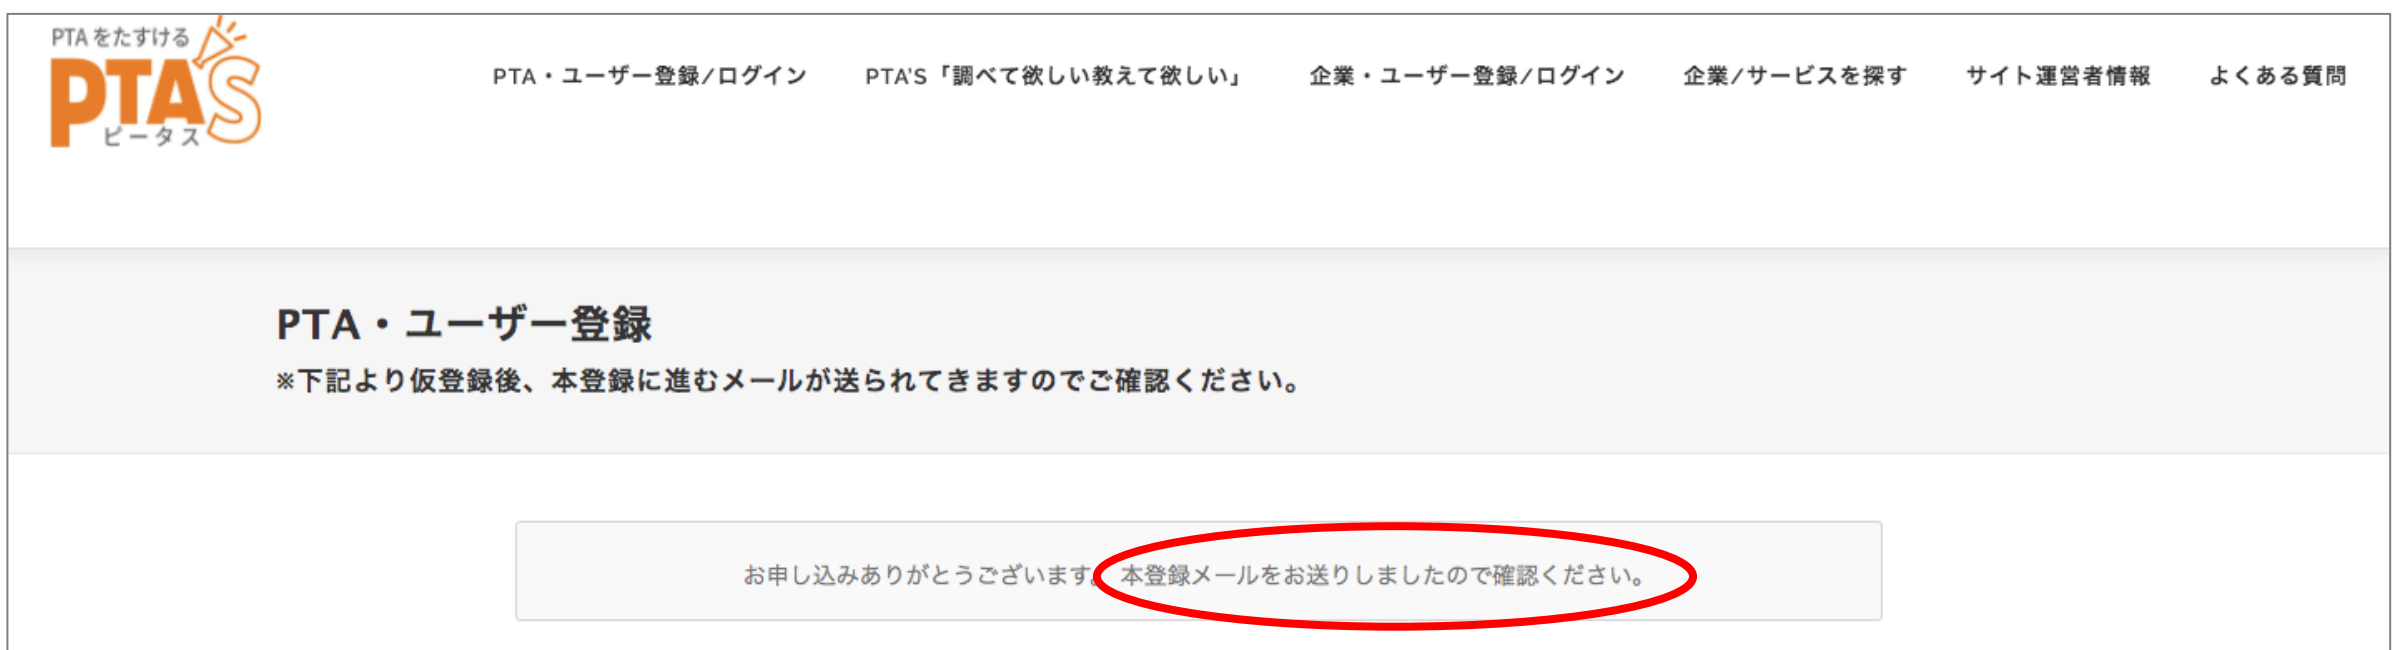 PTAをたすける
PTA'S
ピータス
PTA・ユーザー登録/ログイン
PTA'S「調べて欲しい教えて欲しい」
企業・ユーザー登録/ログイン
企業/サービスを探す
サイト運営者情報
よくある質問
PTA・ユーザー登録
※下記より仮登録後、本登録に進むメールが送られてきますのでご確認ください。
お申し込みありがとうございます。 本登録メールをお送りしましたので確認ください。